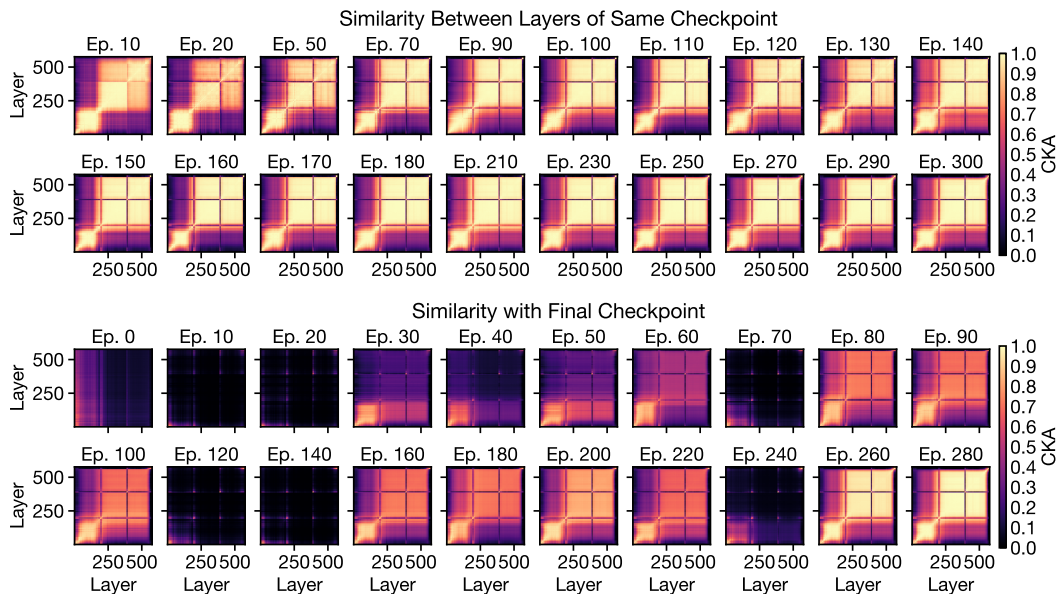 Similarity Between Layers of Same Checkpoint
Ep. 10 Ep. 20 Ep. 50 Ep. 70 Ep. 90 Ep. 100 Ep. 110 Ep. 120 Ep. 130 Ep. 140
Layer
500
250
Ep. 150 Ep. 160 Ep. 170 Ep. 180 Ep. 210 Ep. 230 Ep. 250 Ep. 270 Ep. 290 Ep. 300
Layer
500
250
250 500 250 500 250 500 250 500 250 500 250 500 250 500 250 500 250 500 250 500
1.0
0.9
0.8
0.7
0.6
0.5
0.4
0.3
0.2
0.1
0.0
CKA
Similarity with Final Checkpoint
Ep. 0 Ep. 10 Ep. 20 Ep. 30 Ep. 40 Ep. 50 Ep. 60 Ep. 70 Ep. 80 Ep. 90
Layer
500
250
Ep. 100 Ep. 120 Ep. 140 Ep. 160 Ep. 180 Ep. 200 Ep. 220 Ep. 240 Ep. 260 Ep. 280
Layer
500
250
250 500 250 500 250 500 250 500 250 500 250 500 250 500 250 500 250 500 250 500
Layer Layer Layer Layer Layer Layer Layer Layer Layer Layer
1.0
0.9
0.8
0.7
0.6
0.5
0.4
0.3
0.2
0.1
0.0
CKA